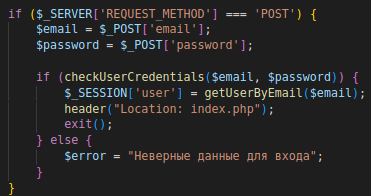 if ($_SERVER['REQUEST_METHOD'] === 'POST') {
    $email = $_POST['email'];
    $password = $_POST['password'];

    if (checkUserCredentials($email, $password)) {
        $_SESSION['user'] = getUserByEmail($email);
        header("Location: index.php");
        exit();
    } else {
        $error = "Неверные данные для входа";
    }
}